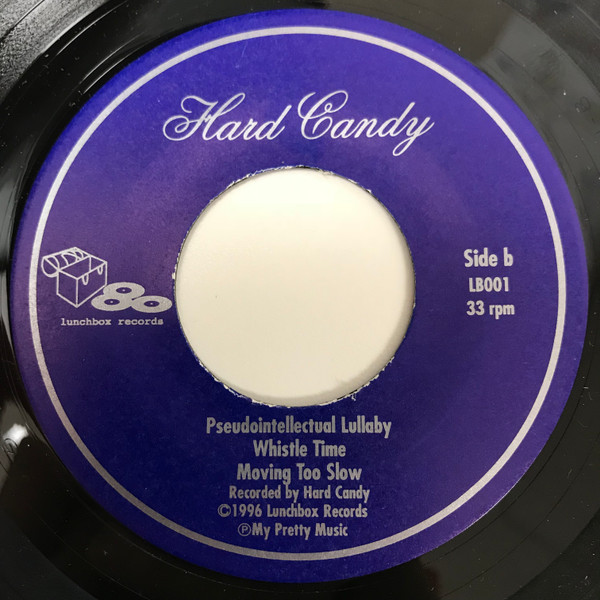 Hard Candy
Side b
LB001
33 rpm
80
lunchbox records
Pseudointellectual Lullaby
Whistle Time
Moving Too Slow
Recorded by Hard Candy
©1996 Lunchbox Records
℗My Pretty Music